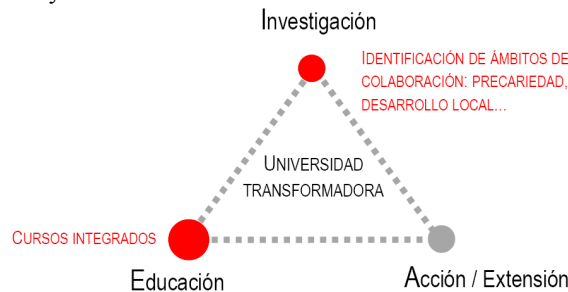 y
Investigación
IDENTIFICACIÓN DE ÁMBITOS DE
COLABORACIÓN: PRECARIEDAD,
DESARROLLO LOCAL...
UNIVERSIDAD
TRANSFORMADORA
CURSOS INTEGRADOS
Educación
Acción / Extensión